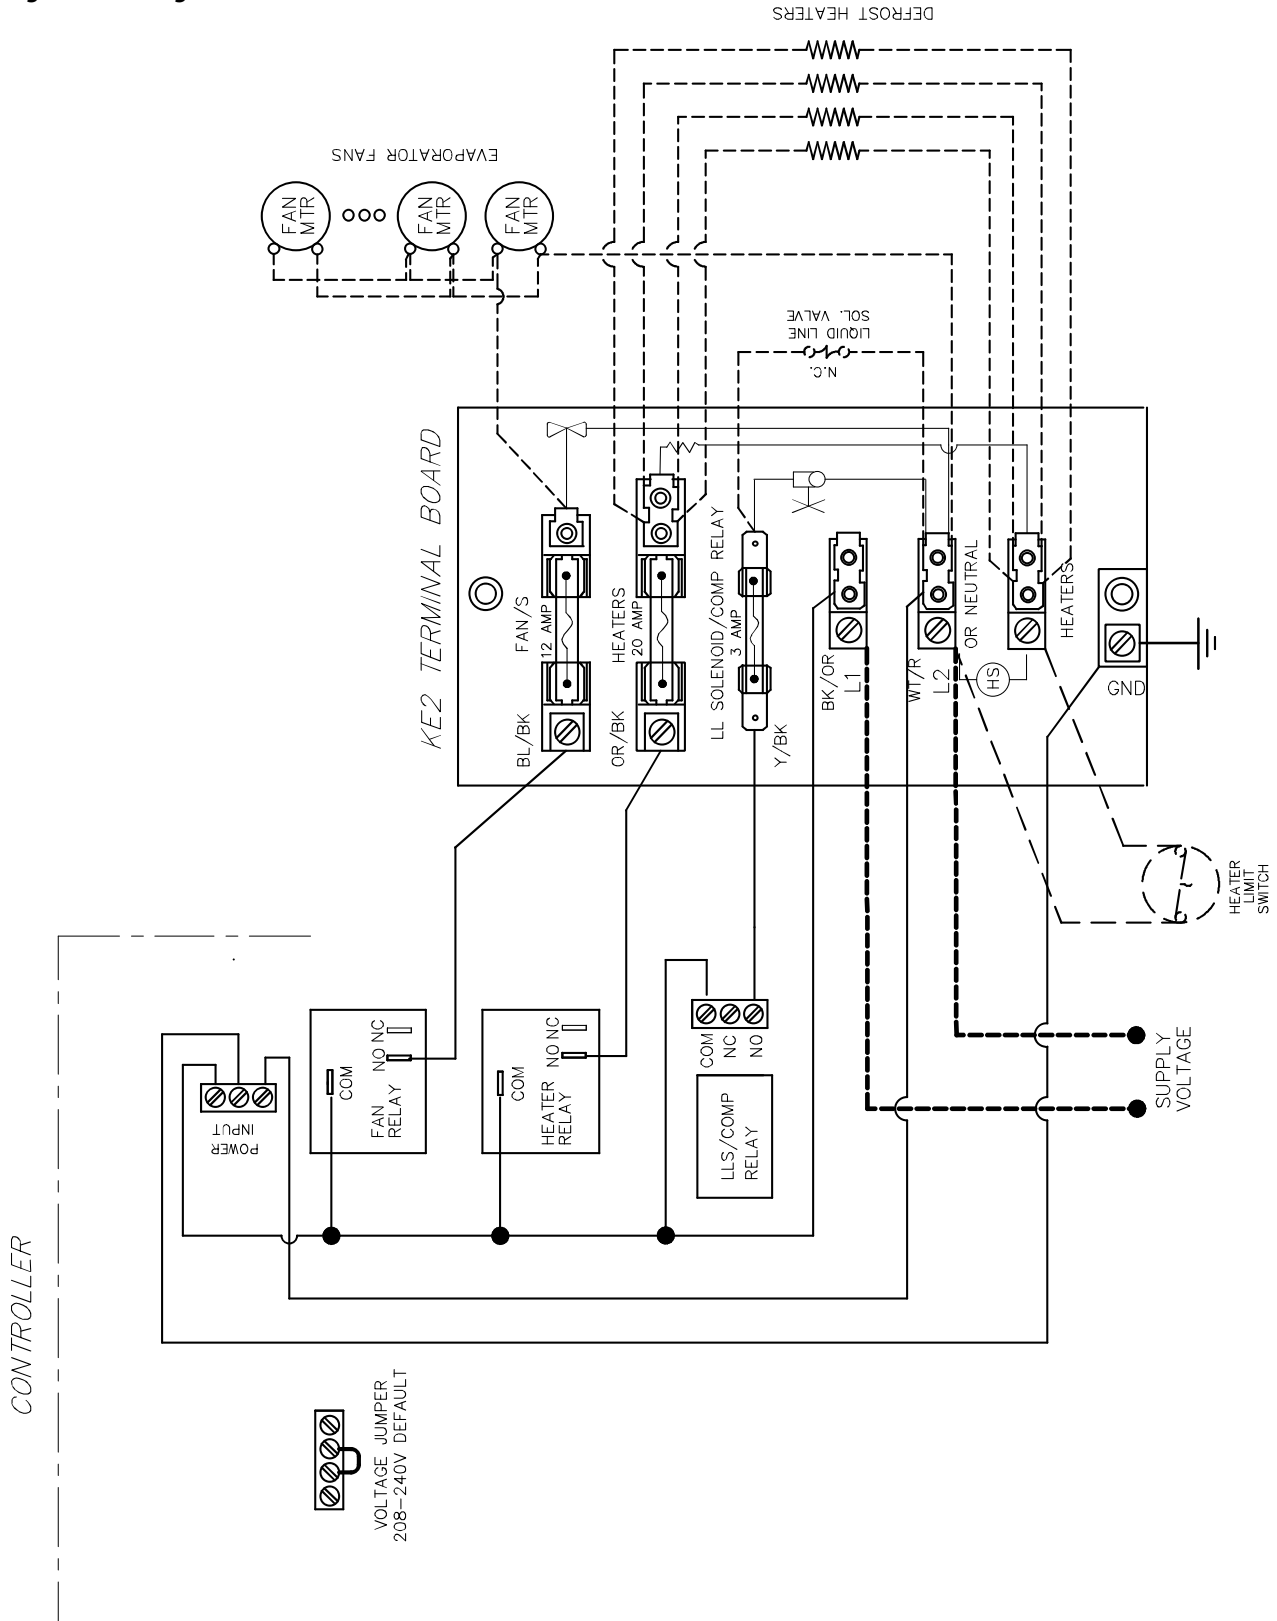 DEFROST HEATERS
EVAPORATOR FANS
FAN
MTR
FAN
MTR
FAN
MTR
LIQUID LINE
SOL. VALVE
N.C.
KE2 TERMINAL BOARD
FAN/S
12 AMP
BL/BK
HEATERS
20 AMP
OR/BK
LL SOLENOID/COMP RELAY
3 AMP
Y/BK
BK/OR
L1
WT/R
L2
OR NEUTRAL
HS
HEATERS
GND
HEATER
LIMIT
SWITCH
SUPPLY
VOLTAGE
CONTROLLER
POWER
INPUT
COM
NO NC
FAN
RELAY
COM
NO NC
HEATER
RELAY
COM
NC
NO
LLS/COMP
RELAY
VOLTAGE JUMPER
208-240V DEFAULT